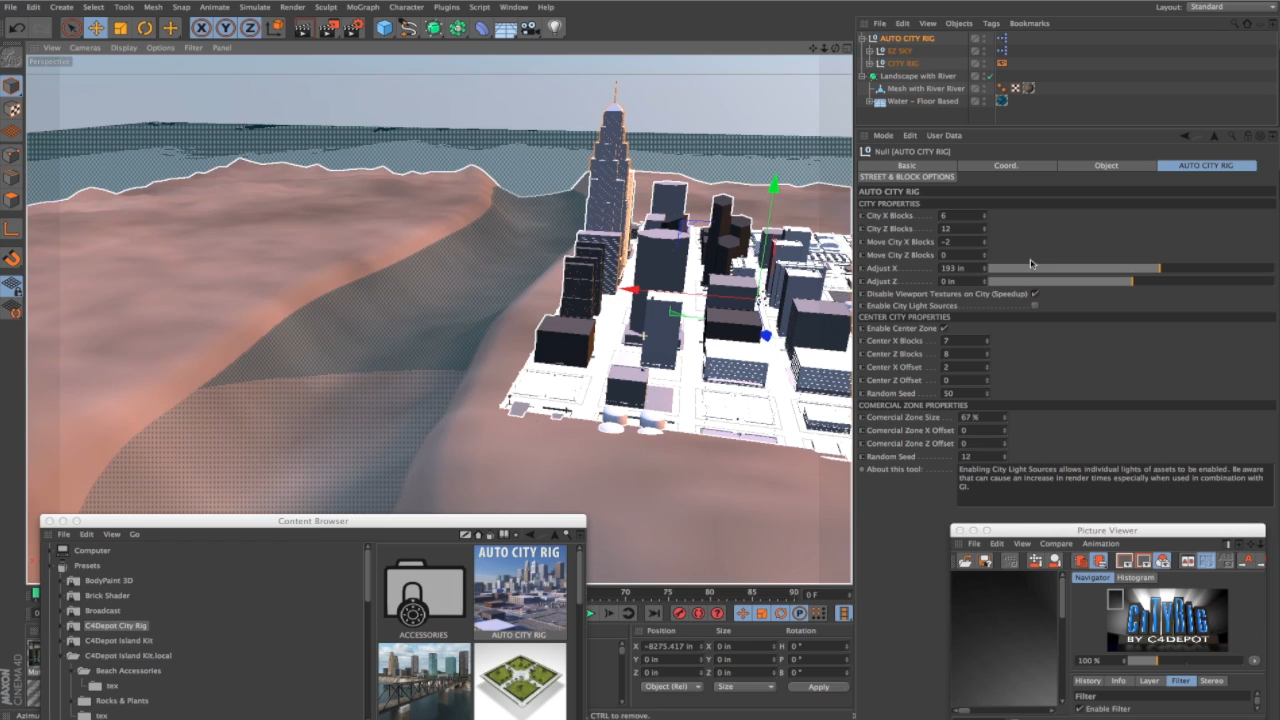 File Edit Create Select Tools Mesh Snap Animate Simulate Render Sculpt MoGraph Character Plugins Script Window Help Layout: Standard
File Edit View Objects Tags Bookmarks
View Cameras Display Options Filter Panel
Perspective
AUTO CITY RIG
EZ SKY
CITY RIG
Landscape with River
Mesh with River River
Water - Floor Based
Mode Edit User Data
Null [AUTO CITY RIG]
Basic Coord. Object AUTO CITY RIG
STREET & BLOCK OPTIONS
AUTO CITY RIG
CITY PROPERTIES
City X Blocks 6
City Z Blocks 12
Move City X Blocks -2
Move City Z Blocks 0
Adjust X 193 in
Adjust Z 0 in
Disable Viewport Textures on City (Speedup)
Enable City Light Sources
CENTER CITY PROPERTIES
Enable Center Zone
Center X Blocks 7
Center Z Blocks 8
Center X Offset 2
Center Z Offset 0
Random Seed 50
COMERCIAL ZONE PROPERTIES
Comercial Zone Size 67 %
Comercial Zone X Offset 0
Comercial Zone Z Offset 0
Random Seed 12
About this tool: Enabling City Light Sources allows individual lights of assets to be enabled. Be aware
that can cause an increase in render times especially when used in combination with
GI.
Content Browser
File Edit View Go
Computer
Presets
BodyPaint 3D
Brick Shader
Broadcast
C4Depot City Rig
C4Depot Island Kit
C4Depot Island Kit.local
Beach Accessories
tex
Rocks & Plants
tex
ACCESSORIES
AUTO CITY RIG
AUTO CITY RIG
70 75 80 85 90 0 F
Position Size Rotation
X -8275.417 in X 0 in H 0 °
Y 0 in Y 0 in P 0 °
Z 0 in Z 0 in B 0 °
Object (Rel) Size Apply
CTRL to remove.
Picture Viewer
File Edit View Compare Animation
Navigator Histogram
CITYRIG
BY C4DEPOT
100 %
History Info Layer Filter Stereo
Filter
Enable Filter
MAXON
CINEMA 4D